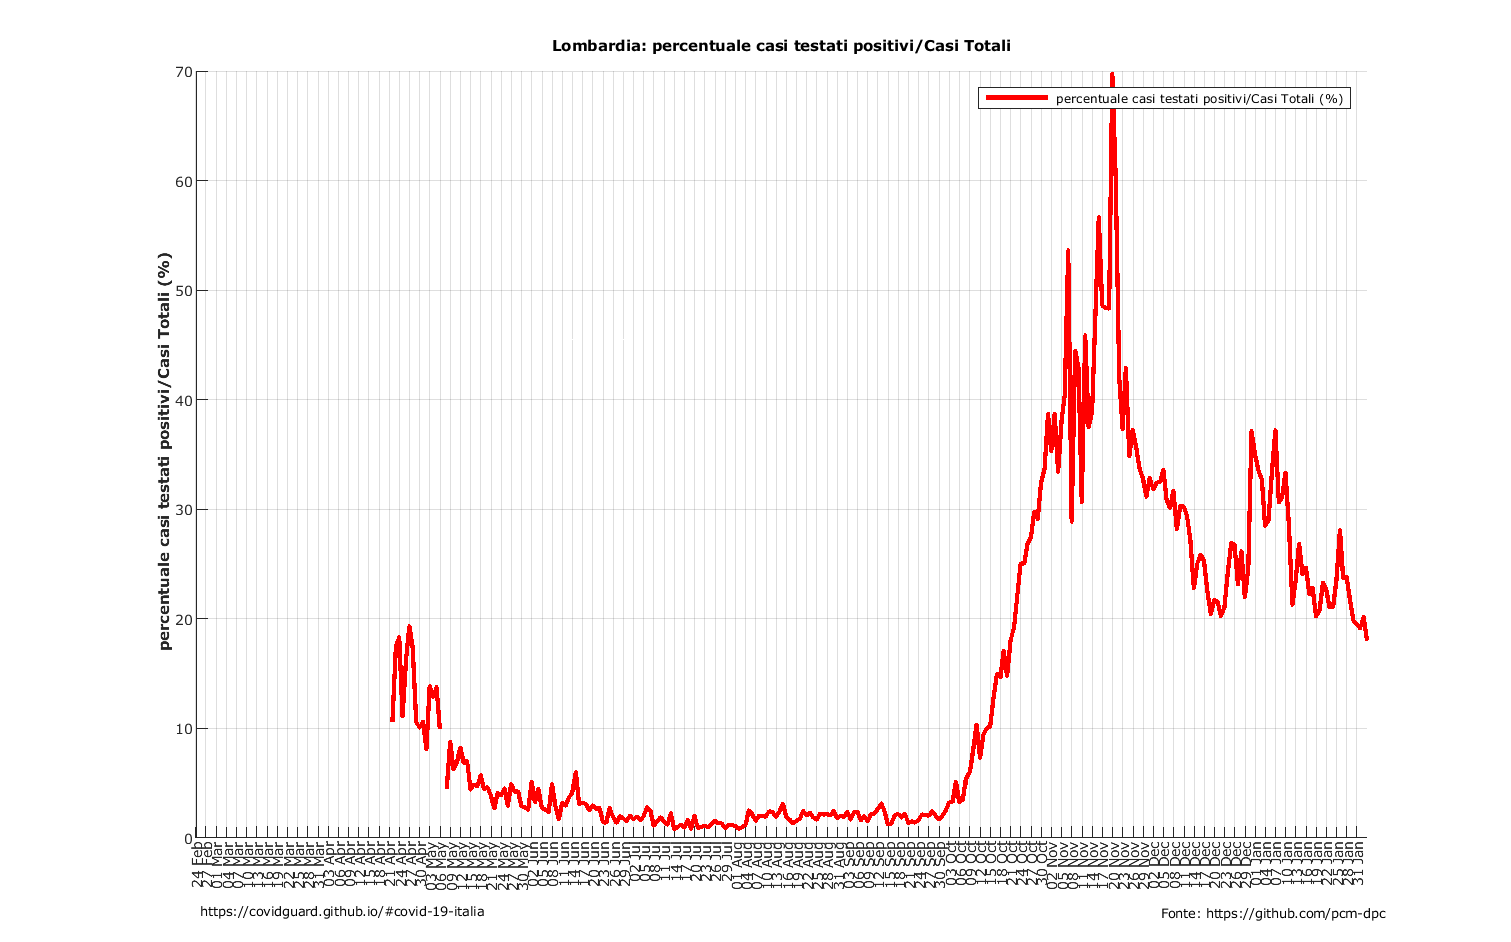 Lombardia: percentuale casi testati positivi/Casi Totali
percentuale casi testati positivi/Casi Totali (%)
percentuale casi testati positivi/Casi Totali (%)
70
60
50
40
30
20
10
0
24 Feb
27 Feb
01 Mar
04 Mar
07 Mar
10 Mar
13 Mar
16 Mar
19 Mar
22 Mar
25 Mar
28 Mar
31 Mar
03 Apr
06 Apr
09 Apr
12 Apr
15 Apr
18 Apr
21 Apr
24 Apr
27 Apr
30 Apr
03 May
06 May
09 May
12 May
15 May
18 May
21 May
24 May
27 May
30 May
02 Jun
05 Jun
08 Jun
11 Jun
14 Jun
17 Jun
20 Jun
23 Jun
26 Jun
29 Jun
02 Jul
05 Jul
08 Jul
11 Jul
14 Jul
17 Jul
20 Jul
23 Jul
26 Jul
29 Jul
01 Aug
04 Aug
07 Aug
10 Aug
13 Aug
16 Aug
19 Aug
22 Aug
25 Aug
28 Aug
31 Aug
03 Sep
06 Sep
09 Sep
12 Sep
15 Sep
18 Sep
21 Sep
24 Sep
27 Sep
30 Sep
03 Oct
06 Oct
09 Oct
12 Oct
15 Oct
18 Oct
21 Oct
24 Oct
27 Oct
30 Oct
02 Nov
05 Nov
08 Nov
11 Nov
14 Nov
17 Nov
20 Nov
23 Nov
26 Nov
29 Nov
02 Dec
05 Dec
08 Dec
11 Dec
14 Dec
17 Dec
20 Dec
23 Dec
26 Dec
29 Dec
01 Jan
04 Jan
07 Jan
10 Jan
13 Jan
16 Jan
19 Jan
22 Jan
25 Jan
28 Jan
31 Jan
https://covidguard.github.io/#covid-19-italia
Fonte: https://github.com/pcm-dpc